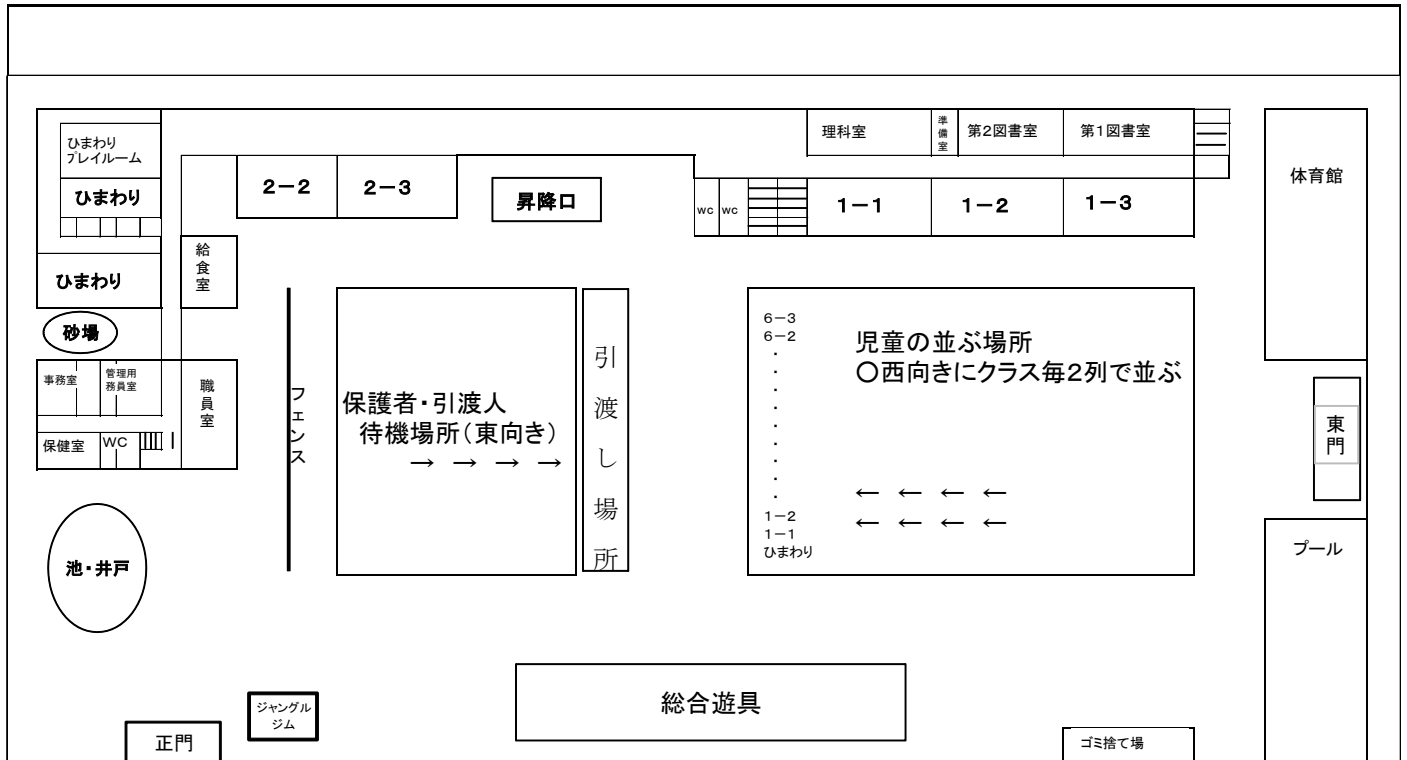 ひまわり
プレイルーム
ひまわり
ひまわり
砂場
給
食
室
2-2
2-3
昇降口
WC
WC
理科室
準
備
室
第2図書室
第1図書室
1-1
1-2
1-3
体育館
事務室
管理用
務員室
職
員
室
保健室
WC
池・井戸
フ
ェ
ン
ス
保護者・引渡人
待機場所(東向き)
→ → → →
引
渡
し
場
所
6-3
6-2
・
・
・
・
・
・
・
・
・
1-2
1-1
ひまわり
児童の並ぶ場所
○西向きにクラス毎2列で並ぶ
← ← ← ←
← ← ← ←
東
門
プール
総合遊具
ジャングル
ジム
正門
ゴミ捨て場